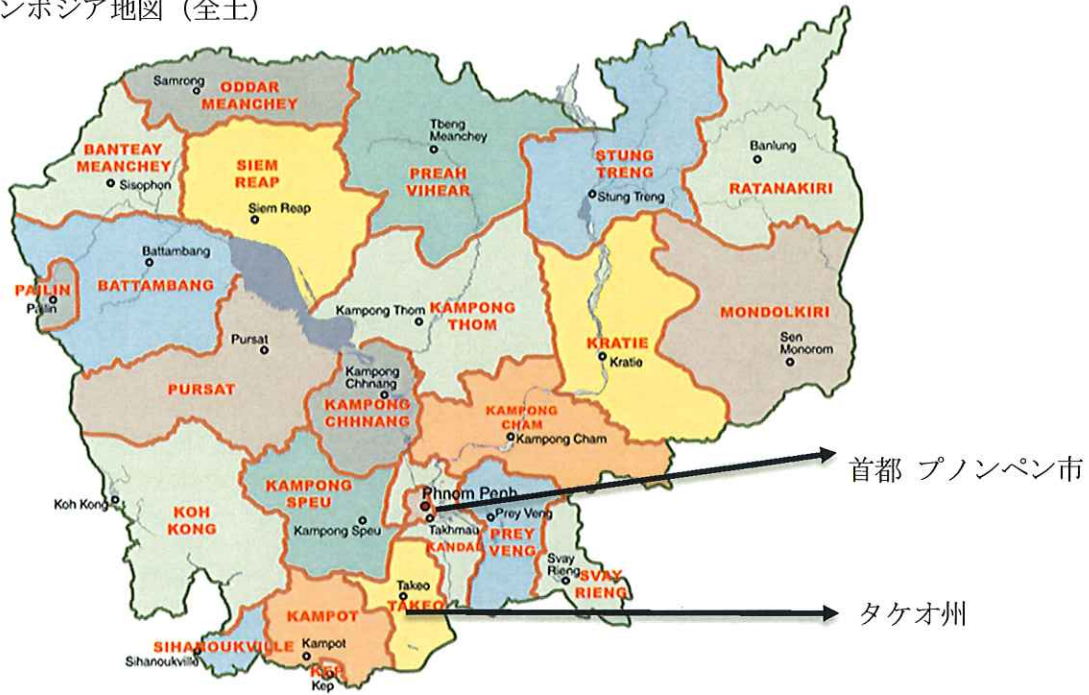 ンボジア地図（全土）
Samrong
ODDAR
MEANCHEY
BANTEAY
MEANCHEY
Sisophon
SIEM
REAP
Siem Reap
Tbeng
Meanchey
PREAH
VIHEAR
STUNG
TRENG
Stung Treng
Banlung
RATANAKIRI
Battambang
BATTAMBANG
PAILIN
Pailin
Kampong Thom
KAMPONG
THOM
KRATIE
Kratie
MONDOLKIRI
Sen
Monorom
Pursat
PURSAT
Kampong
Chhnang
KAMPONG
CHHNANG
KAMPONG
CHAM
Kampong Cham
首都 プノンペン市
Koh Kong
KOH
KONG
KAMPONG
SPEU
Kampong Speu
Phnom Penh
Takhmau
KANDAL
Prey Veng
PREY
VENG
Svay
Rieng
SVAY
RIENG
Takeo
TAKEO
タケオ州
KAMPOT
Kampot
SIHANOUKVILLE
Sihanoukville
KEP
Kep